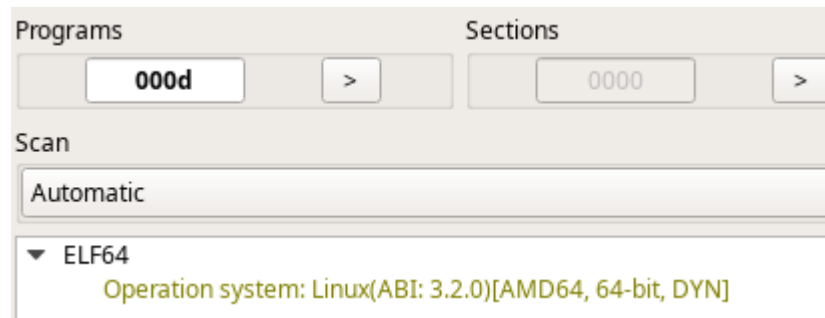 Programs Sections
000d > 0000 >
Scan
Automatic
ELF64
Operation system: Linux(ABI: 3.2.0)[AMD64, 64-bit, DYN]